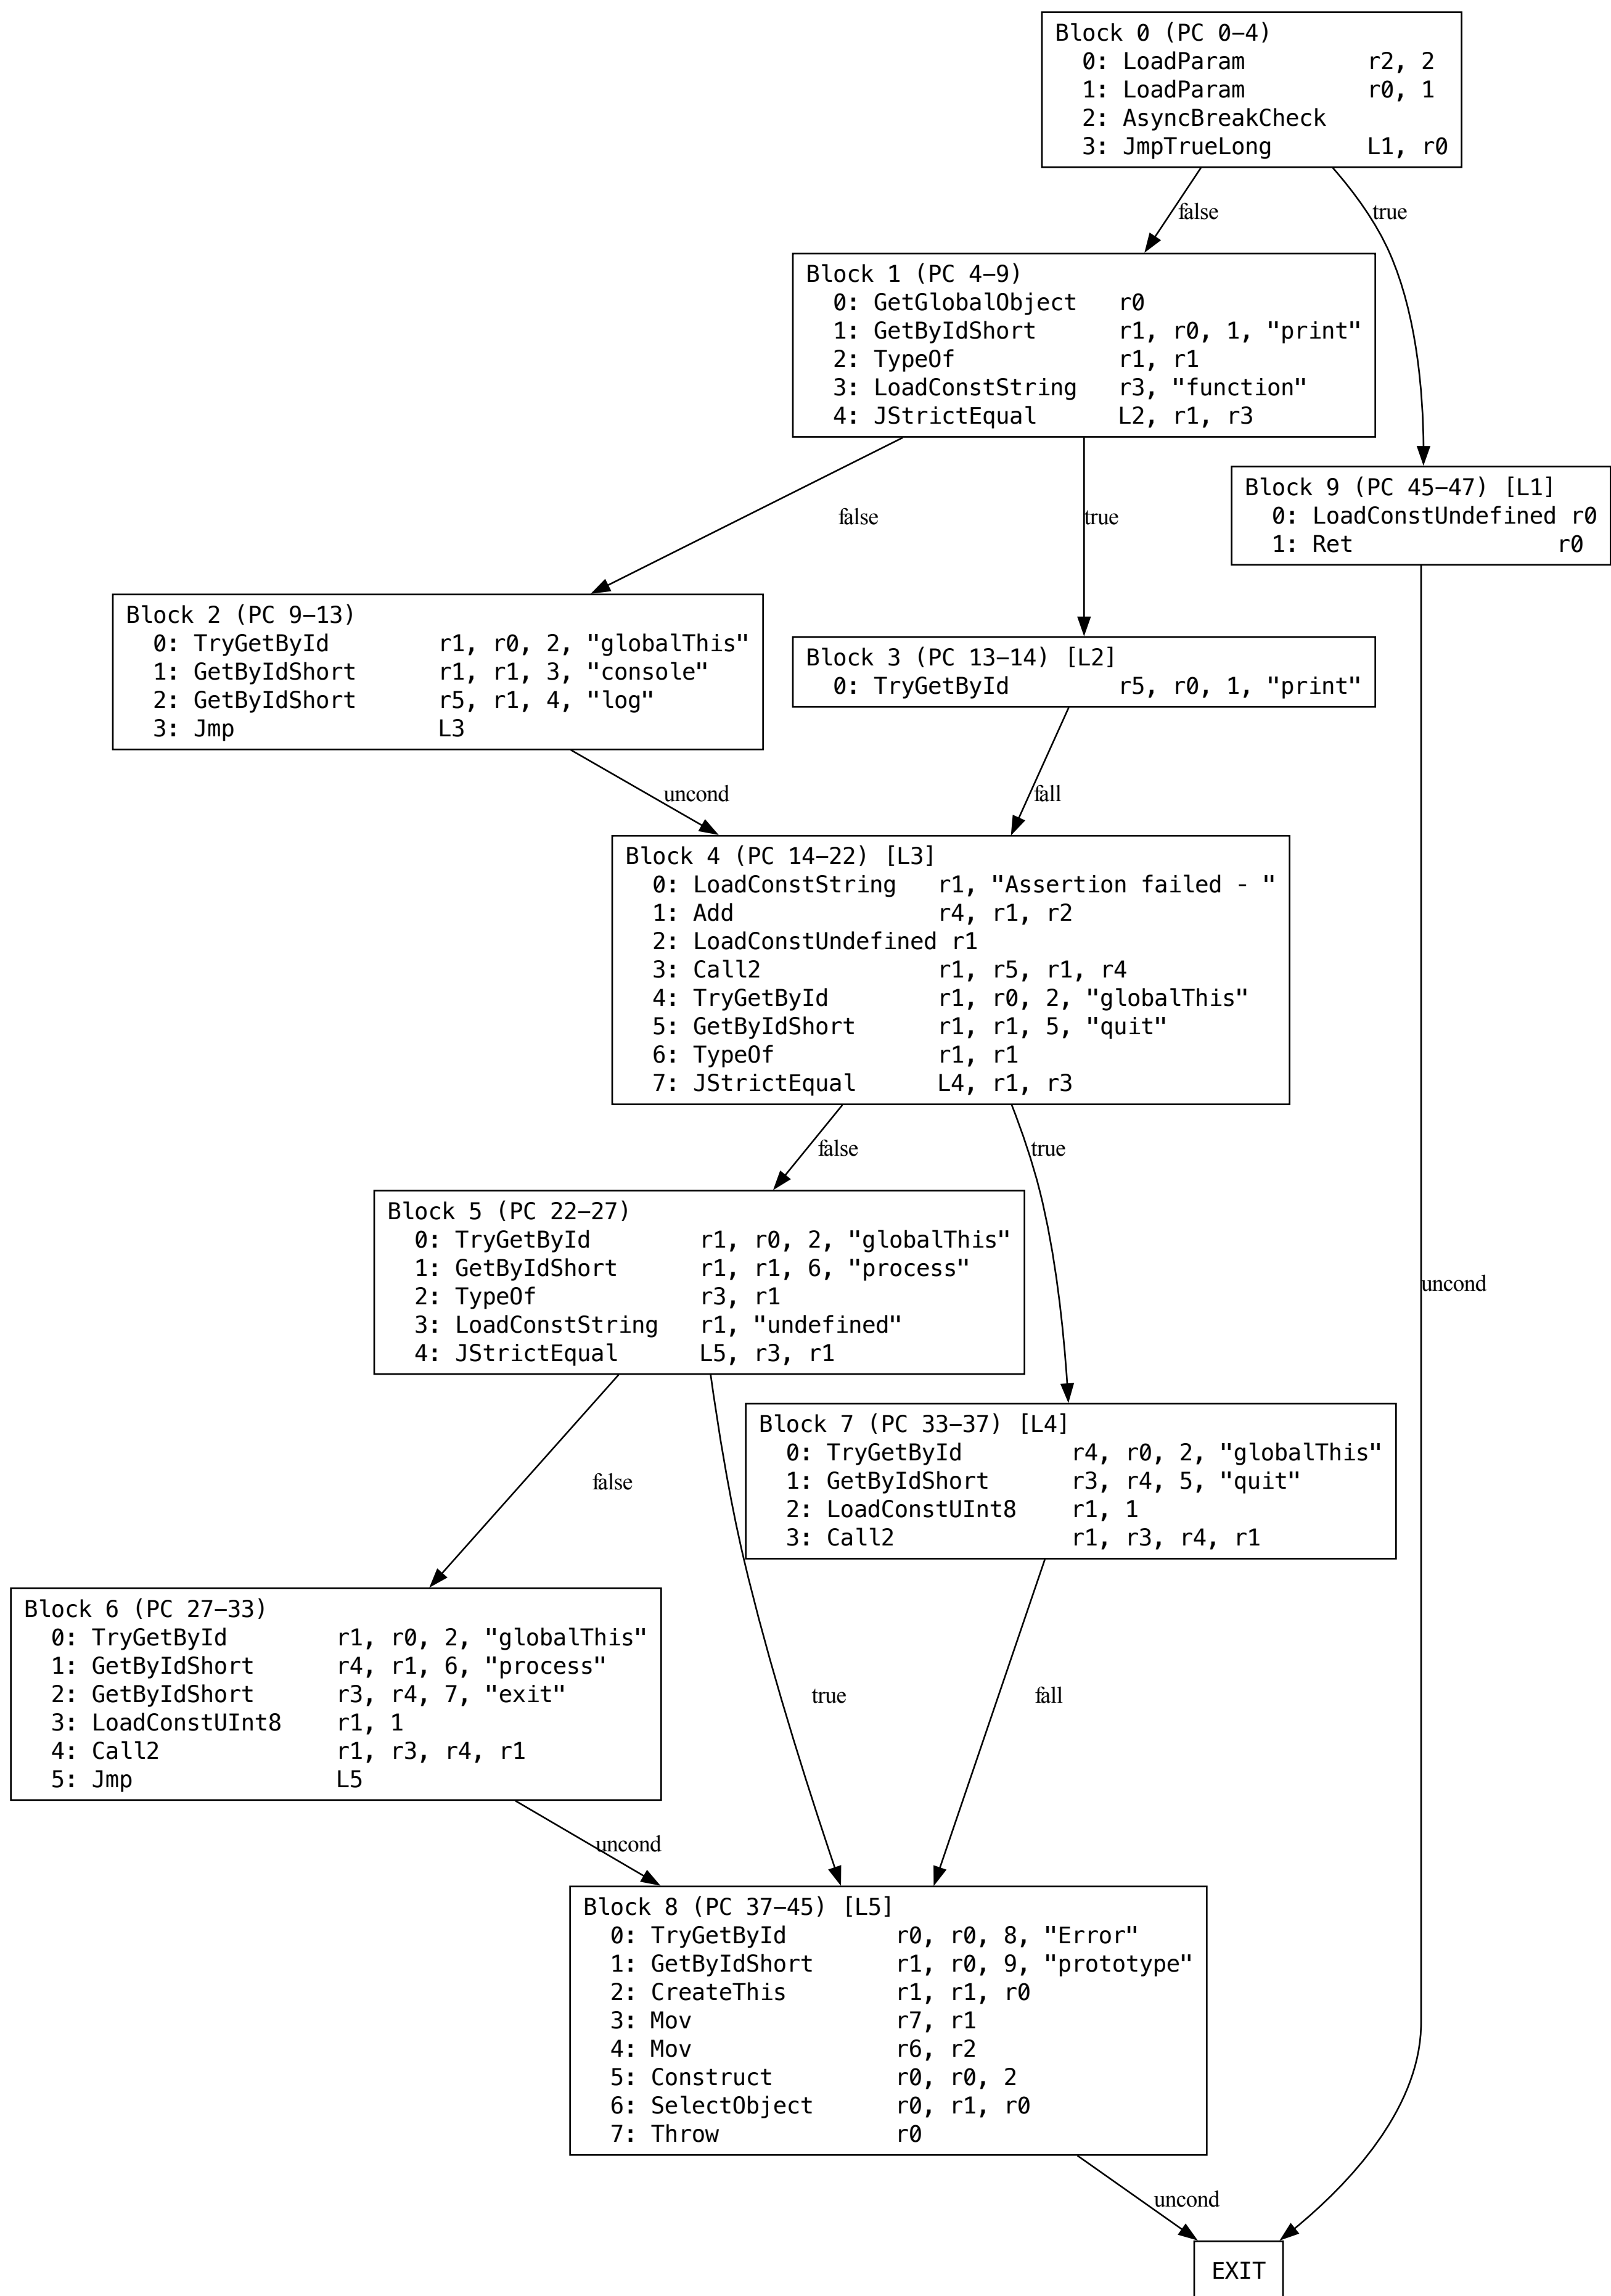 Block 0 (PC 0–4)
0: LoadParam r2, 2
1: LoadParam r0, 1
2: AsyncBreakCheck
3: JmpTrueLong L1, r0
false
true
Block 1 (PC 4–9)
0: GetGlobalObject r0
1: GetByIdShort r1, r0, 1, "print"
2: TypeOf r1, r1
3: LoadConstString r3, "function"
4: JStrictEqual L2, r1, r3
Block 9 (PC 45–47) [L1]
0: LoadConstUndefined r0
1: Ret r0
false
true
Block 2 (PC 9–13)
0: TryGetById r1, r0, 2, "globalThis"
1: GetByIdShort r1, r1, 3, "console"
2: GetByIdShort r5, r1, 4, "log"
3: Jmp L3
Block 3 (PC 13–14) [L2]
0: TryGetById r5, r0, 1, "print"
uncond
fall
Block 4 (PC 14–22) [L3]
0: LoadConstString r1, "Assertion failed - "
1: Add r4, r1, r2
2: LoadConstUndefined r1
3: Call2 r1, r5, r1, r4
4: TryGetById r1, r0, 2, "globalThis"
5: GetByIdShort r1, r1, 5, "quit"
6: TypeOf r1, r1
7: JStrictEqual L4, r1, r3
false
true
Block 5 (PC 22–27)
0: TryGetById r1, r0, 2, "globalThis"
1: GetByIdShort r1, r1, 6, "process"
2: TypeOf r3, r1
3: LoadConstString r1, "undefined"
4: JStrictEqual L5, r3, r1
uncond
Block 7 (PC 33–37) [L4]
0: TryGetById r4, r0, 2, "globalThis"
1: GetByIdShort r3, r4, 5, "quit"
2: LoadConstUInt8 r1, 1
3: Call2 r1, r3, r4, r1
false
Block 6 (PC 27–33)
0: TryGetById r1, r0, 2, "globalThis"
1: GetByIdShort r4, r1, 6, "process"
2: GetByIdShort r3, r4, 7, "exit"
3: LoadConstUInt8 r1, 1
4: Call2 r1, r3, r4, r1
5: Jmp L5
true
fall
uncond
Block 8 (PC 37–45) [L5]
0: TryGetById r0, r0, 8, "Error"
1: GetByIdShort r1, r0, 9, "prototype"
2: CreateThis r1, r1, r0
3: Mov r7, r1
4: Mov r6, r2
5: Construct r0, r0, 2
6: SelectObject r0, r1, r0
7: Throw r0
uncond
EXIT